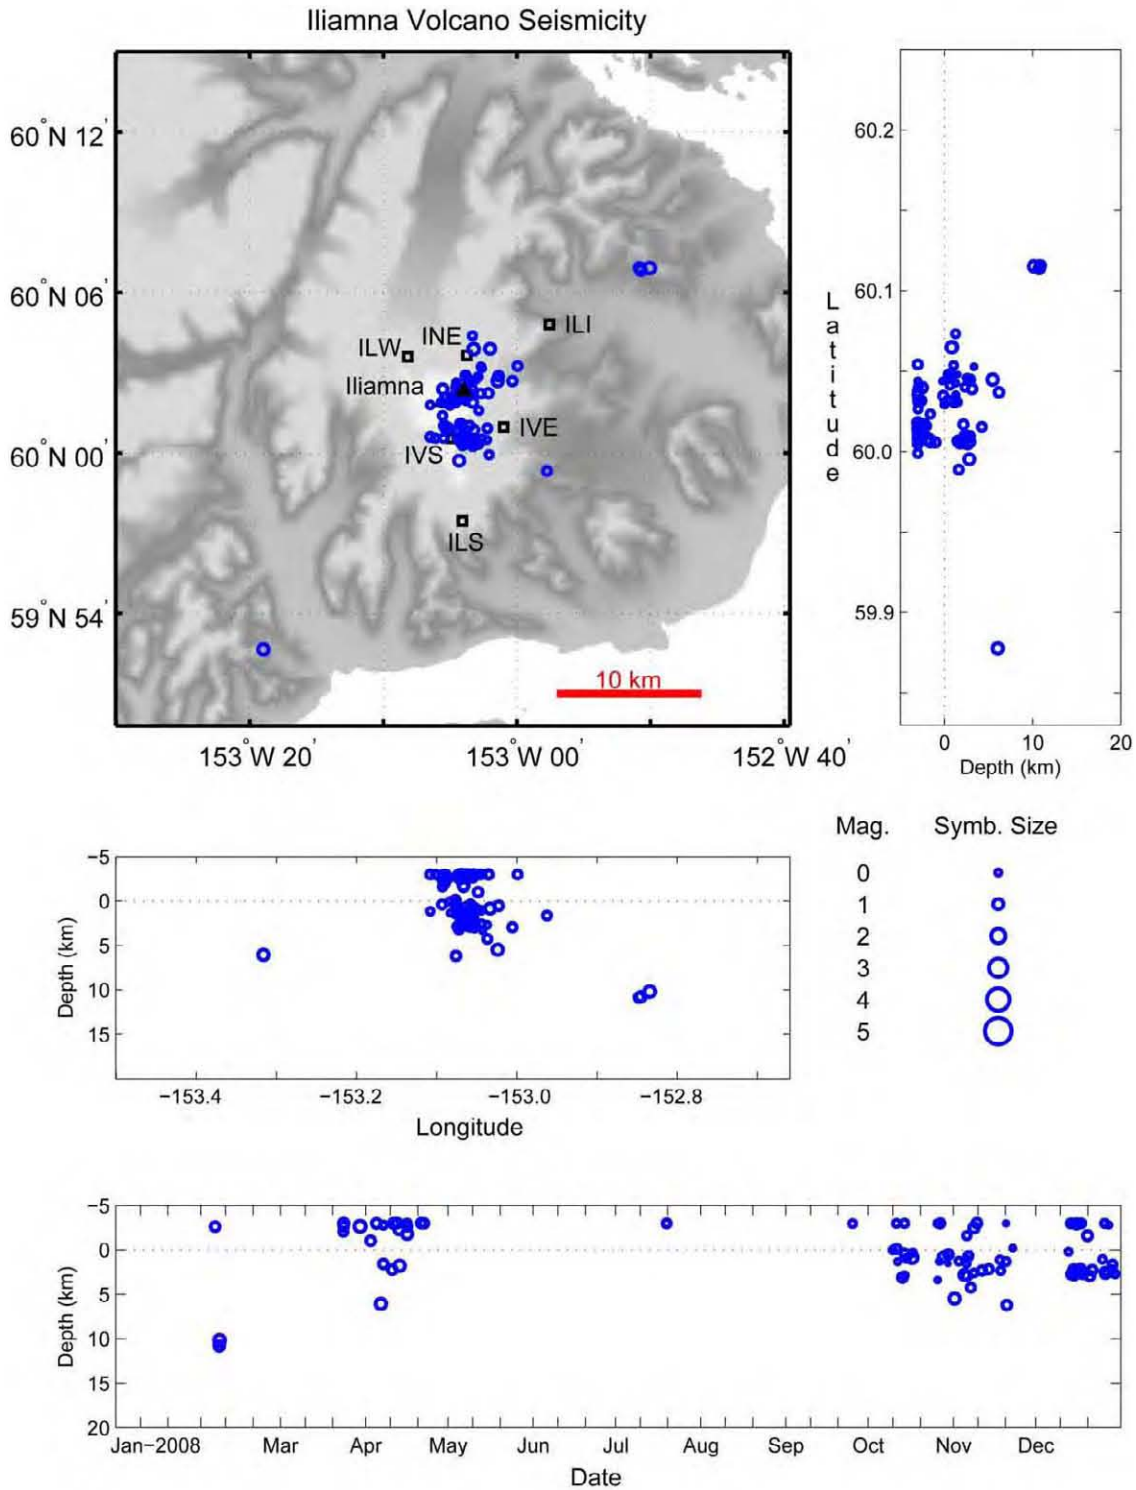 Iliamna Volcano Seismicity
60°N 12'
60°N 06'
60°N 00'
59°N 54'
ILI
INE
ILW
Iliamna
IVE
IVS
ILS
10 km
153°W 20'
153°W 00'
152°W 40'
60.2
60.1
60.0
59.9
Latitude
0
10
20
Depth (km)
Mag. Symb. Size
0
1
2
3
4
5
−5
0
5
10
15
Depth (km)
−153.4
−153.2
−153.0
−152.8
Longitude
−5
0
5
10
15
20
Depth (km)
Jan−2008 Mar Apr May Jun Jul Aug Sep Oct Nov Dec
Date